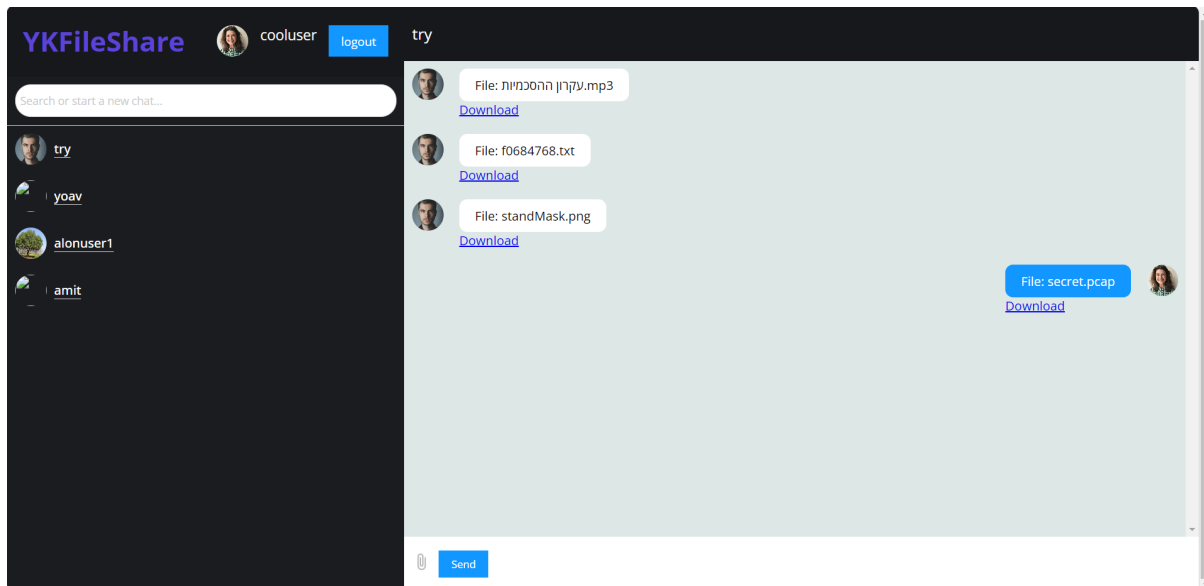 YKFileShare
cooluser
logout
Search or start a new chat...
try
yoav
alonuser1
amit
try
File: עקרון ההסכמיות.mp3
Download
File: f0684768.txt
Download
File: standMask.png
Download
File: secret.pcap
Download
Send